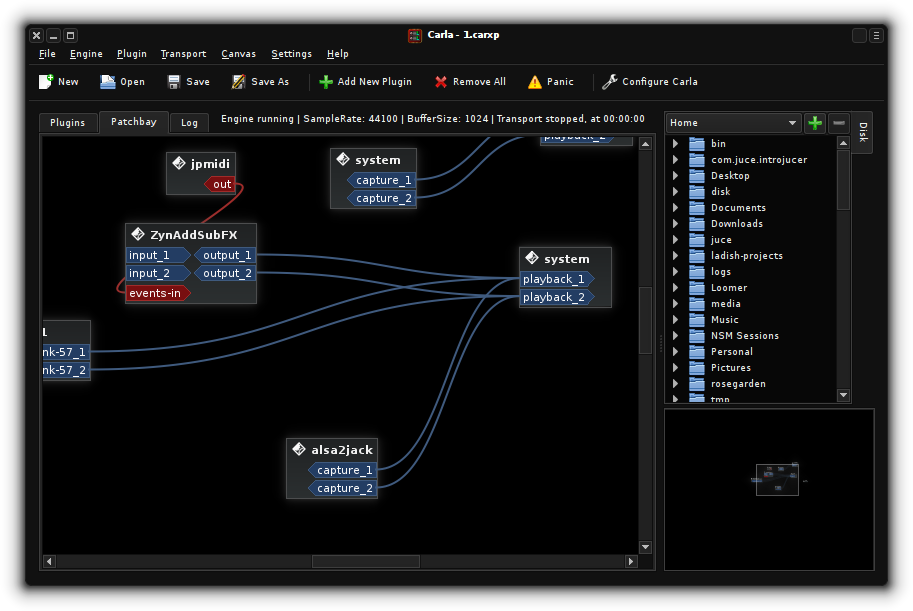 Carla - 1.carxp
File Engine Plugin Transport Canvas Settings Help
New Open Save Save As Add New Plugin Remove All Panic Configure Carla
Plugins Patchbay Log Engine running | SampleRate: 44100 | BufferSize: 1024 | Transport stopped, at 00:00:00
playback_2
jpmidi
out
system
capture_1
capture_2
ZynAddSubFX
input_1 output_1
input_2 output_2
events-in
system
playback_1
playback_2
nk-57_1
nk-57_2
alsa2jack
capture_1
capture_2
Home
Disk
bin
com.juce.introjucer
Desktop
disk
Documents
Downloads
juce
ladish-projects
logs
Loomer
media
Music
NSM Sessions
Personal
Pictures
rosegarden
tmp